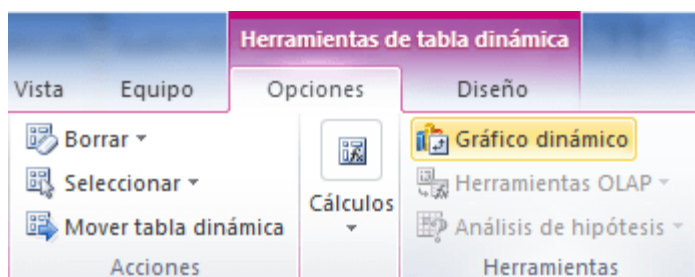 Herramientas de tabla dinámica
Vista Equipo Opciones Diseño
Borrar
Seleccionar
Mover tabla dinámica
Acciones
Cálculos
Gráfico dinámico
Herramientas OLAP
Análisis de hipótesis
Herramientas